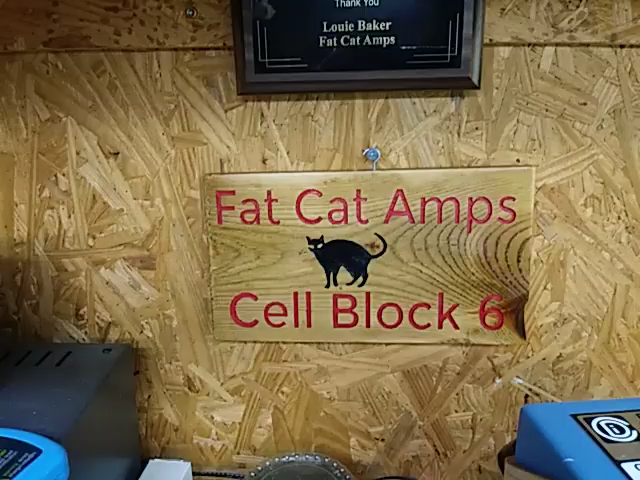 Thank You
Louie Baker
Fat Cat Amps
Fat Cat Amps
Cell Block 6